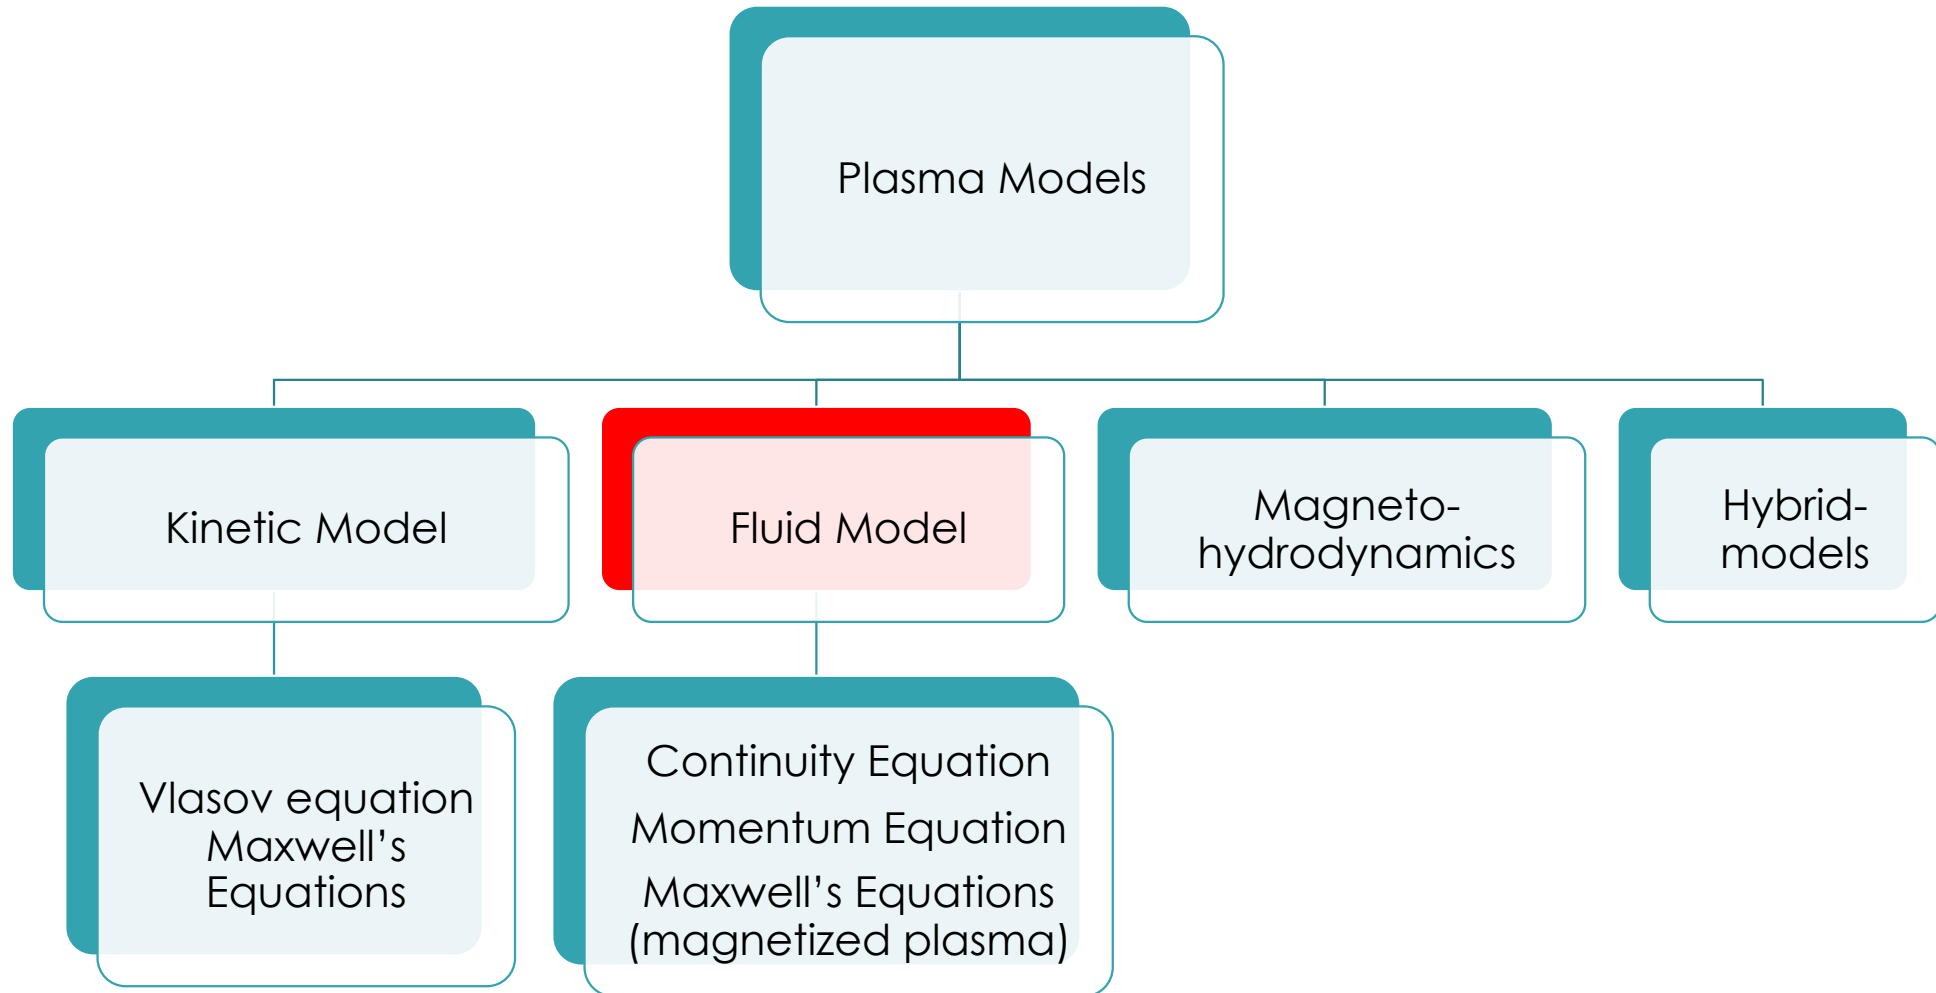 Plasma Models
Kinetic Model
Fluid Model
Magneto-
hydrodynamics
Hybrid-
models
Vlasov equation
Maxwell’s
Equations
Continuity Equation
Momentum Equation
Maxwell’s Equations
(magnetized plasma)